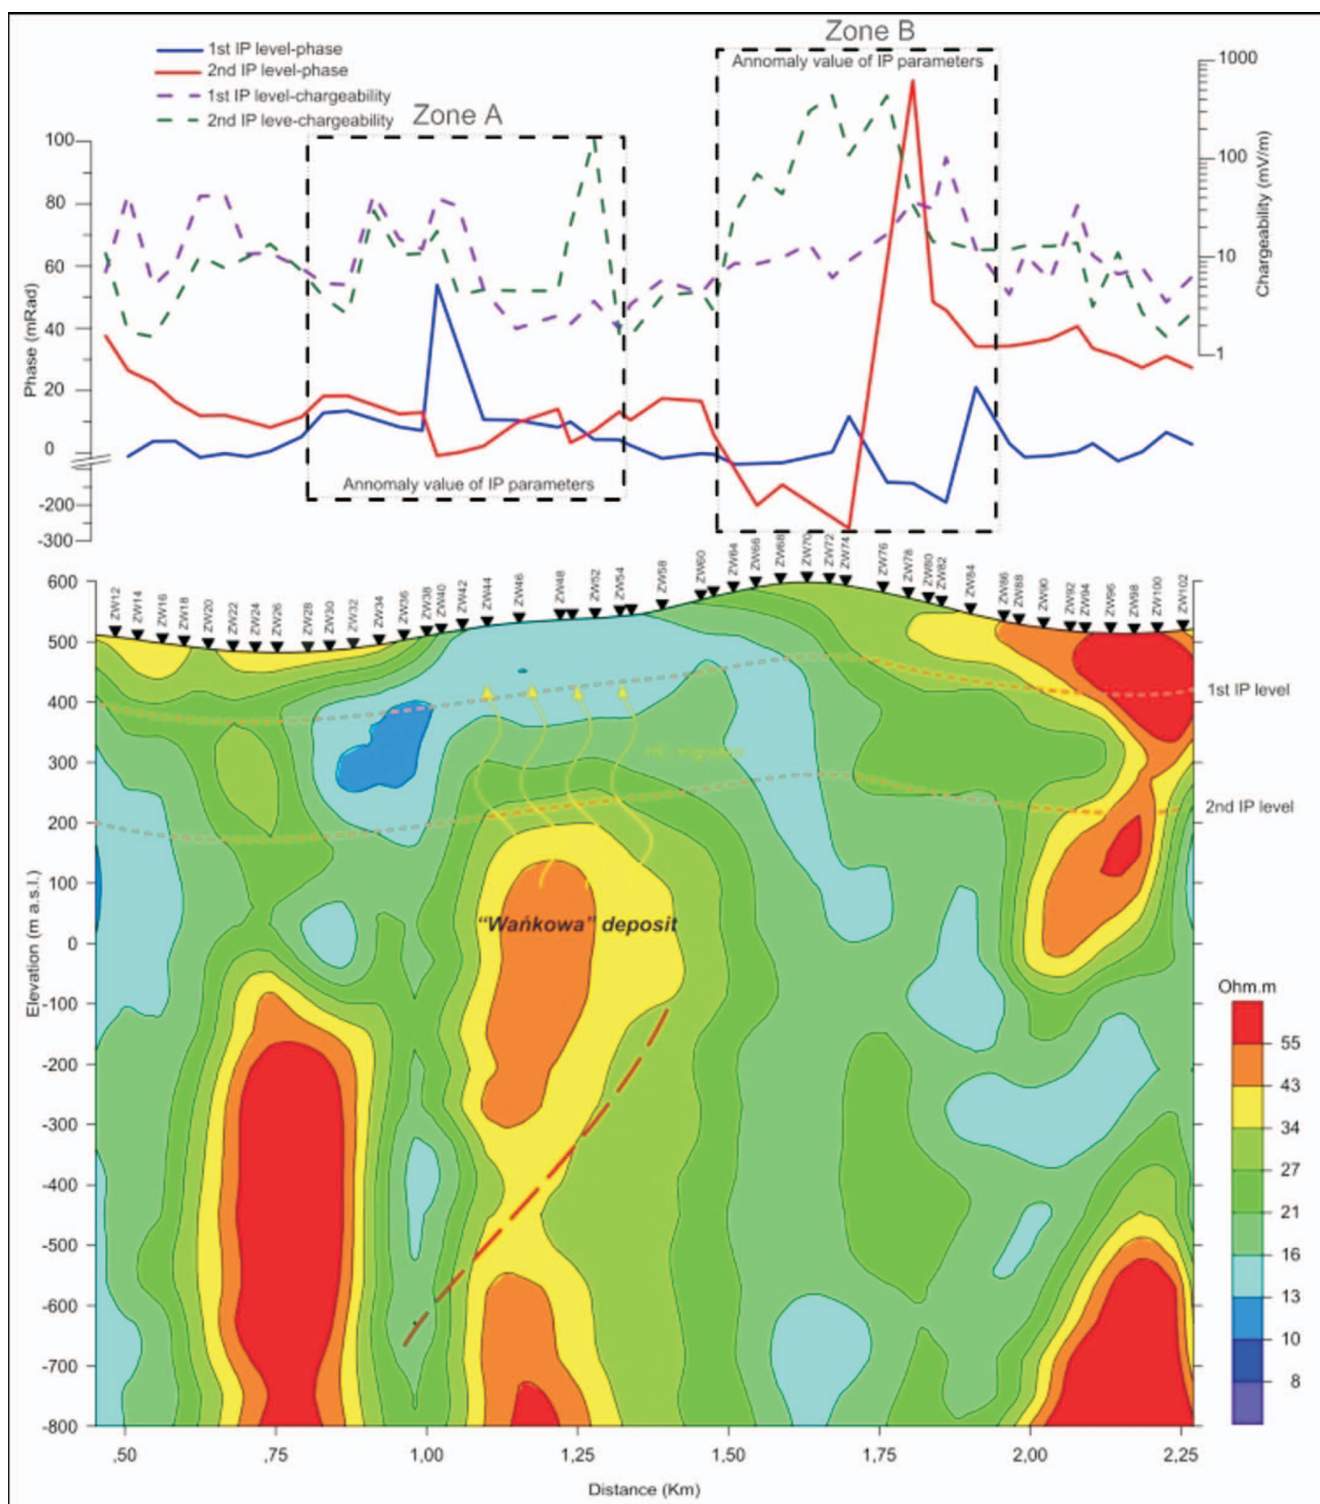 Zone B
1st IP level-phase
2nd IP level-phase
1st IP level-chargeability
2nd IP leve-chargeability
Zone A
Annomaly value of IP parameters
1000
100
10
1
Chargeability (mV/m)
100
80
60
40
20
0
-200
-300
Phase (mRad)
Annomaly value of IP parameters
ZW12
ZW14
ZW16
ZW18
ZW20
ZW22
ZW24
ZW26
ZW28
ZW30
ZW32
ZW34
ZW36
ZW38
ZW40
ZW42
ZW44
ZW46
ZW48
ZW52
ZW54
ZW58
ZW60
ZW64
ZW66
ZW68
ZW70
ZW72
ZW74
ZW76
ZW78
ZW80
ZW82
ZW84
ZW86
ZW88
ZW90
ZW92
ZW94
ZW96
ZW98
ZW100
ZW102
600
500
400
300
200
100
0
-100
-200
-300
-400
-500
-600
-700
-800
Elevation (m a.s.l.)
1st IP level
HC migration
2nd IP level
"Wańkowa" deposit
Ohm.m
55
43
34
27
21
16
13
10
8
,50
,75
1,00
1,25
1,50
1,75
2,00
2,25
Distance (Km)